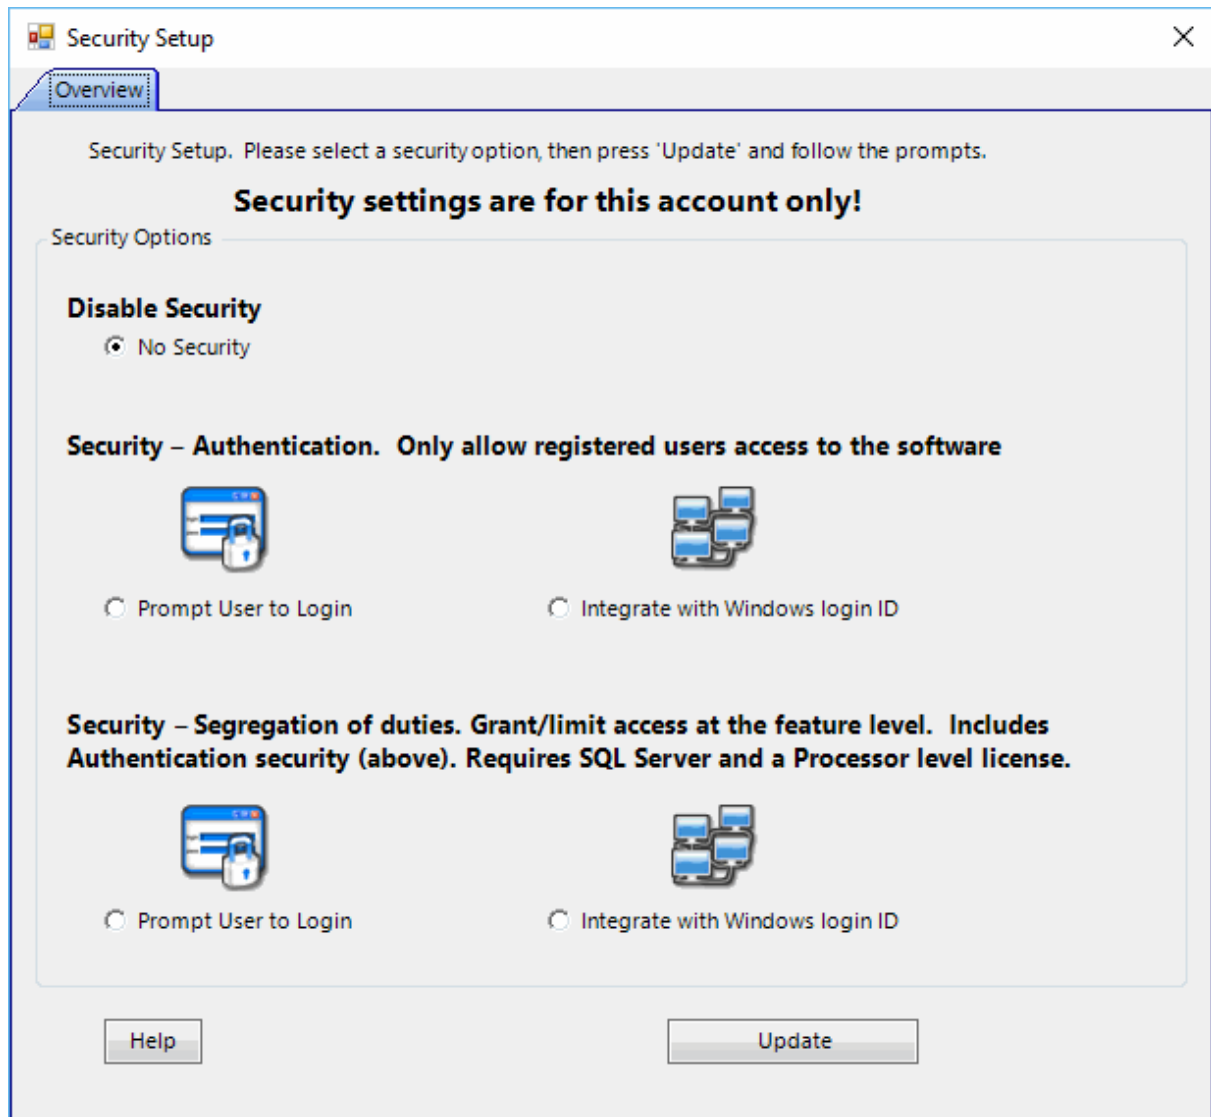 Security Setup
Overview
Security Setup.  Please select a security option, then press 'Update' and follow the prompts.
Security settings are for this account only!
Security Options
Disable Security
No Security
Security – Authentication.  Only allow registered users access to the software
Prompt User to Login
Integrate with Windows login ID
Security – Segregation of duties. Grant/limit access at the feature level.  Includes
Authentication security (above). Requires SQL Server and a Processor level license.
Prompt User to Login
Integrate with Windows login ID
Help
Update